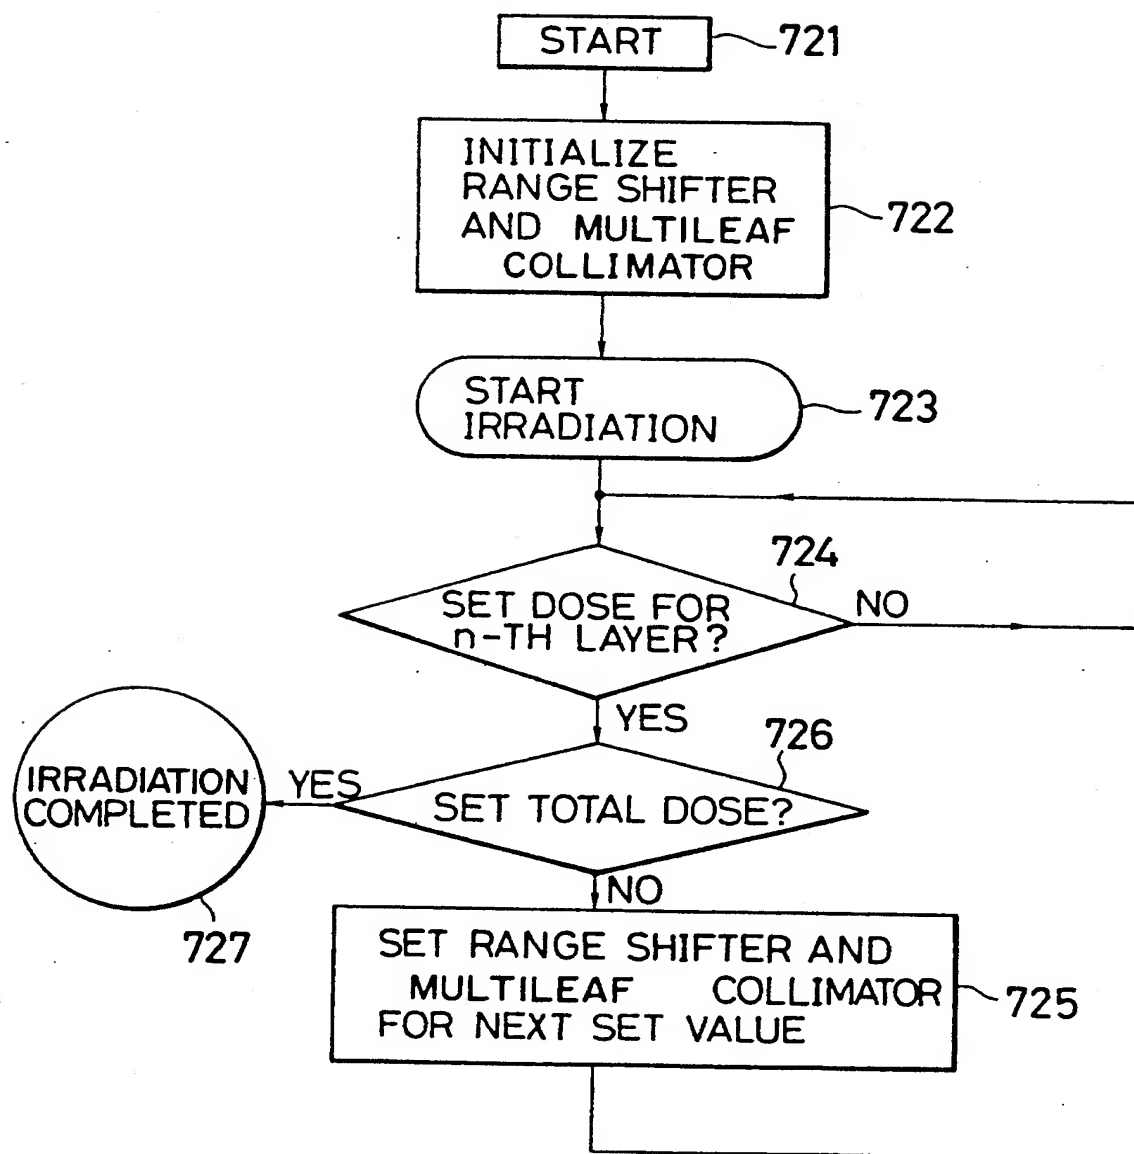 START
721
INITIALIZE
RANGE SHIFTER
AND MULTILEAF
COLLIMATOR
722
START
IRRADIATION
723
724
SET DOSE FOR
n-TH LAYER?
NO
YES
726
SET TOTAL DOSE?
YES
IRRADIATION
COMPLETED
727
NO
SET RANGE SHIFTER AND
MULTILEAF COLLIMATOR
FOR NEXT SET VALUE
725